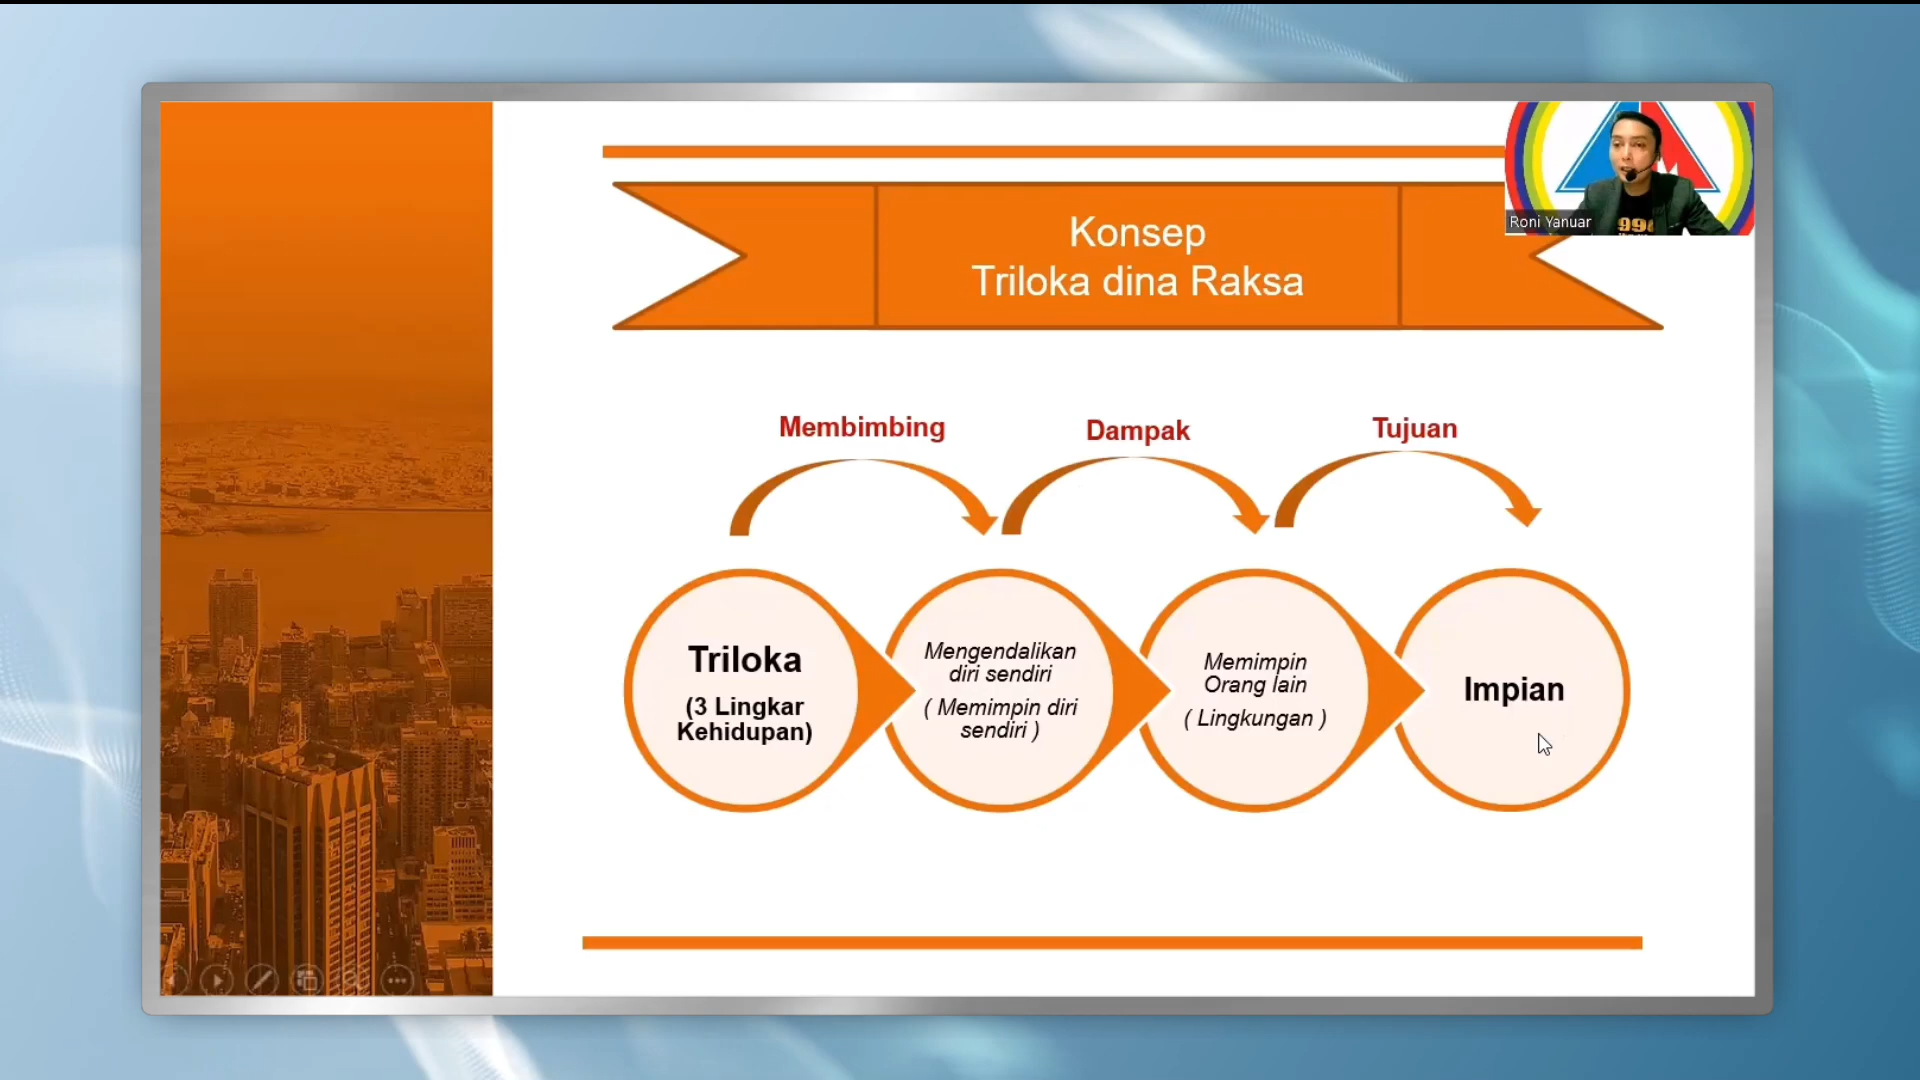 Konsep
Triloka dina Raksa
Roni Yanuar
Membimbing
Dampak
Tujuan
Triloka
(3 Lingkar
Kehidupan)
Mengendalikan
diri sendiri
( Memimpin diri
sendiri )
Memimpin
Orang lain
( Lingkungan )
Impian